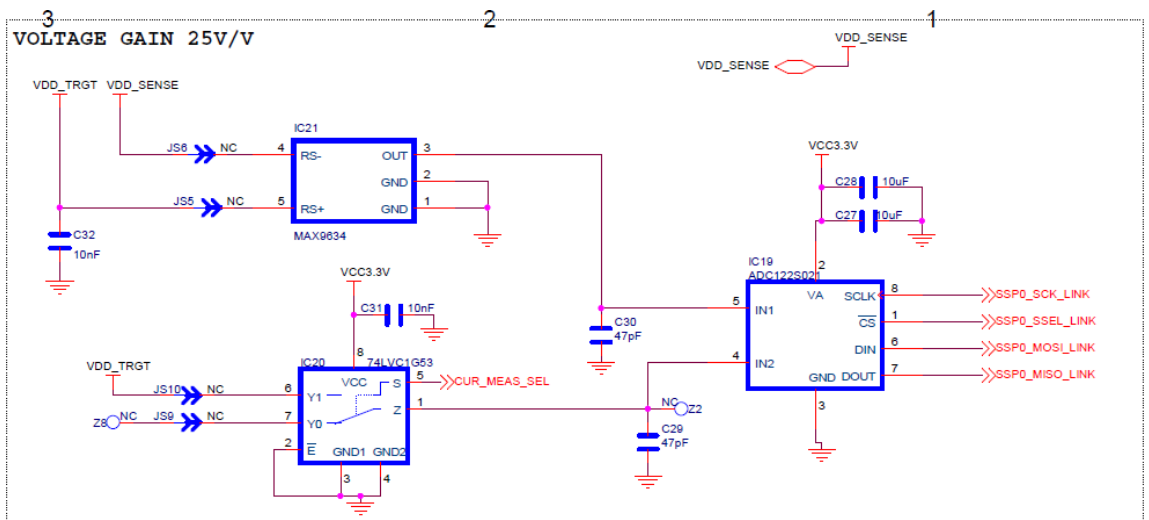 3 2 1
VOLTAGE GAIN 25V/V
VDD_SENSE
VDD_SENSE
VDD_TRGT VDD_SENSE
IC21
JS6 NC 4 RS- OUT 3
GND 2
JS5 NC 5 RS+ GND 1
MAX9634
C32
10nF
VCC3.3V
C28 10uF
C27 10uF
IC19
ADC122S021
2
VA
5 IN1 SCLK 8 SSP0_SCK_LINK
CS 1 SSP0_SSEL_LINK
DIN 6 SSP0_MOSI_LINK
4 IN2
GND DOUT 7 SSP0_MISO_LINK
3
C30
47pF
VCC3.3V
C31 10nF
8
IC20 74LVC1G53
VDD_TRGT
VCC S 5 CUR_MEAS_SEL
JS10 NC 6 Y1
Z 1
Z8 NC JS9 NC 7 Y0
2 E GND1 GND2
3 4
NC Z2
C29
47pF